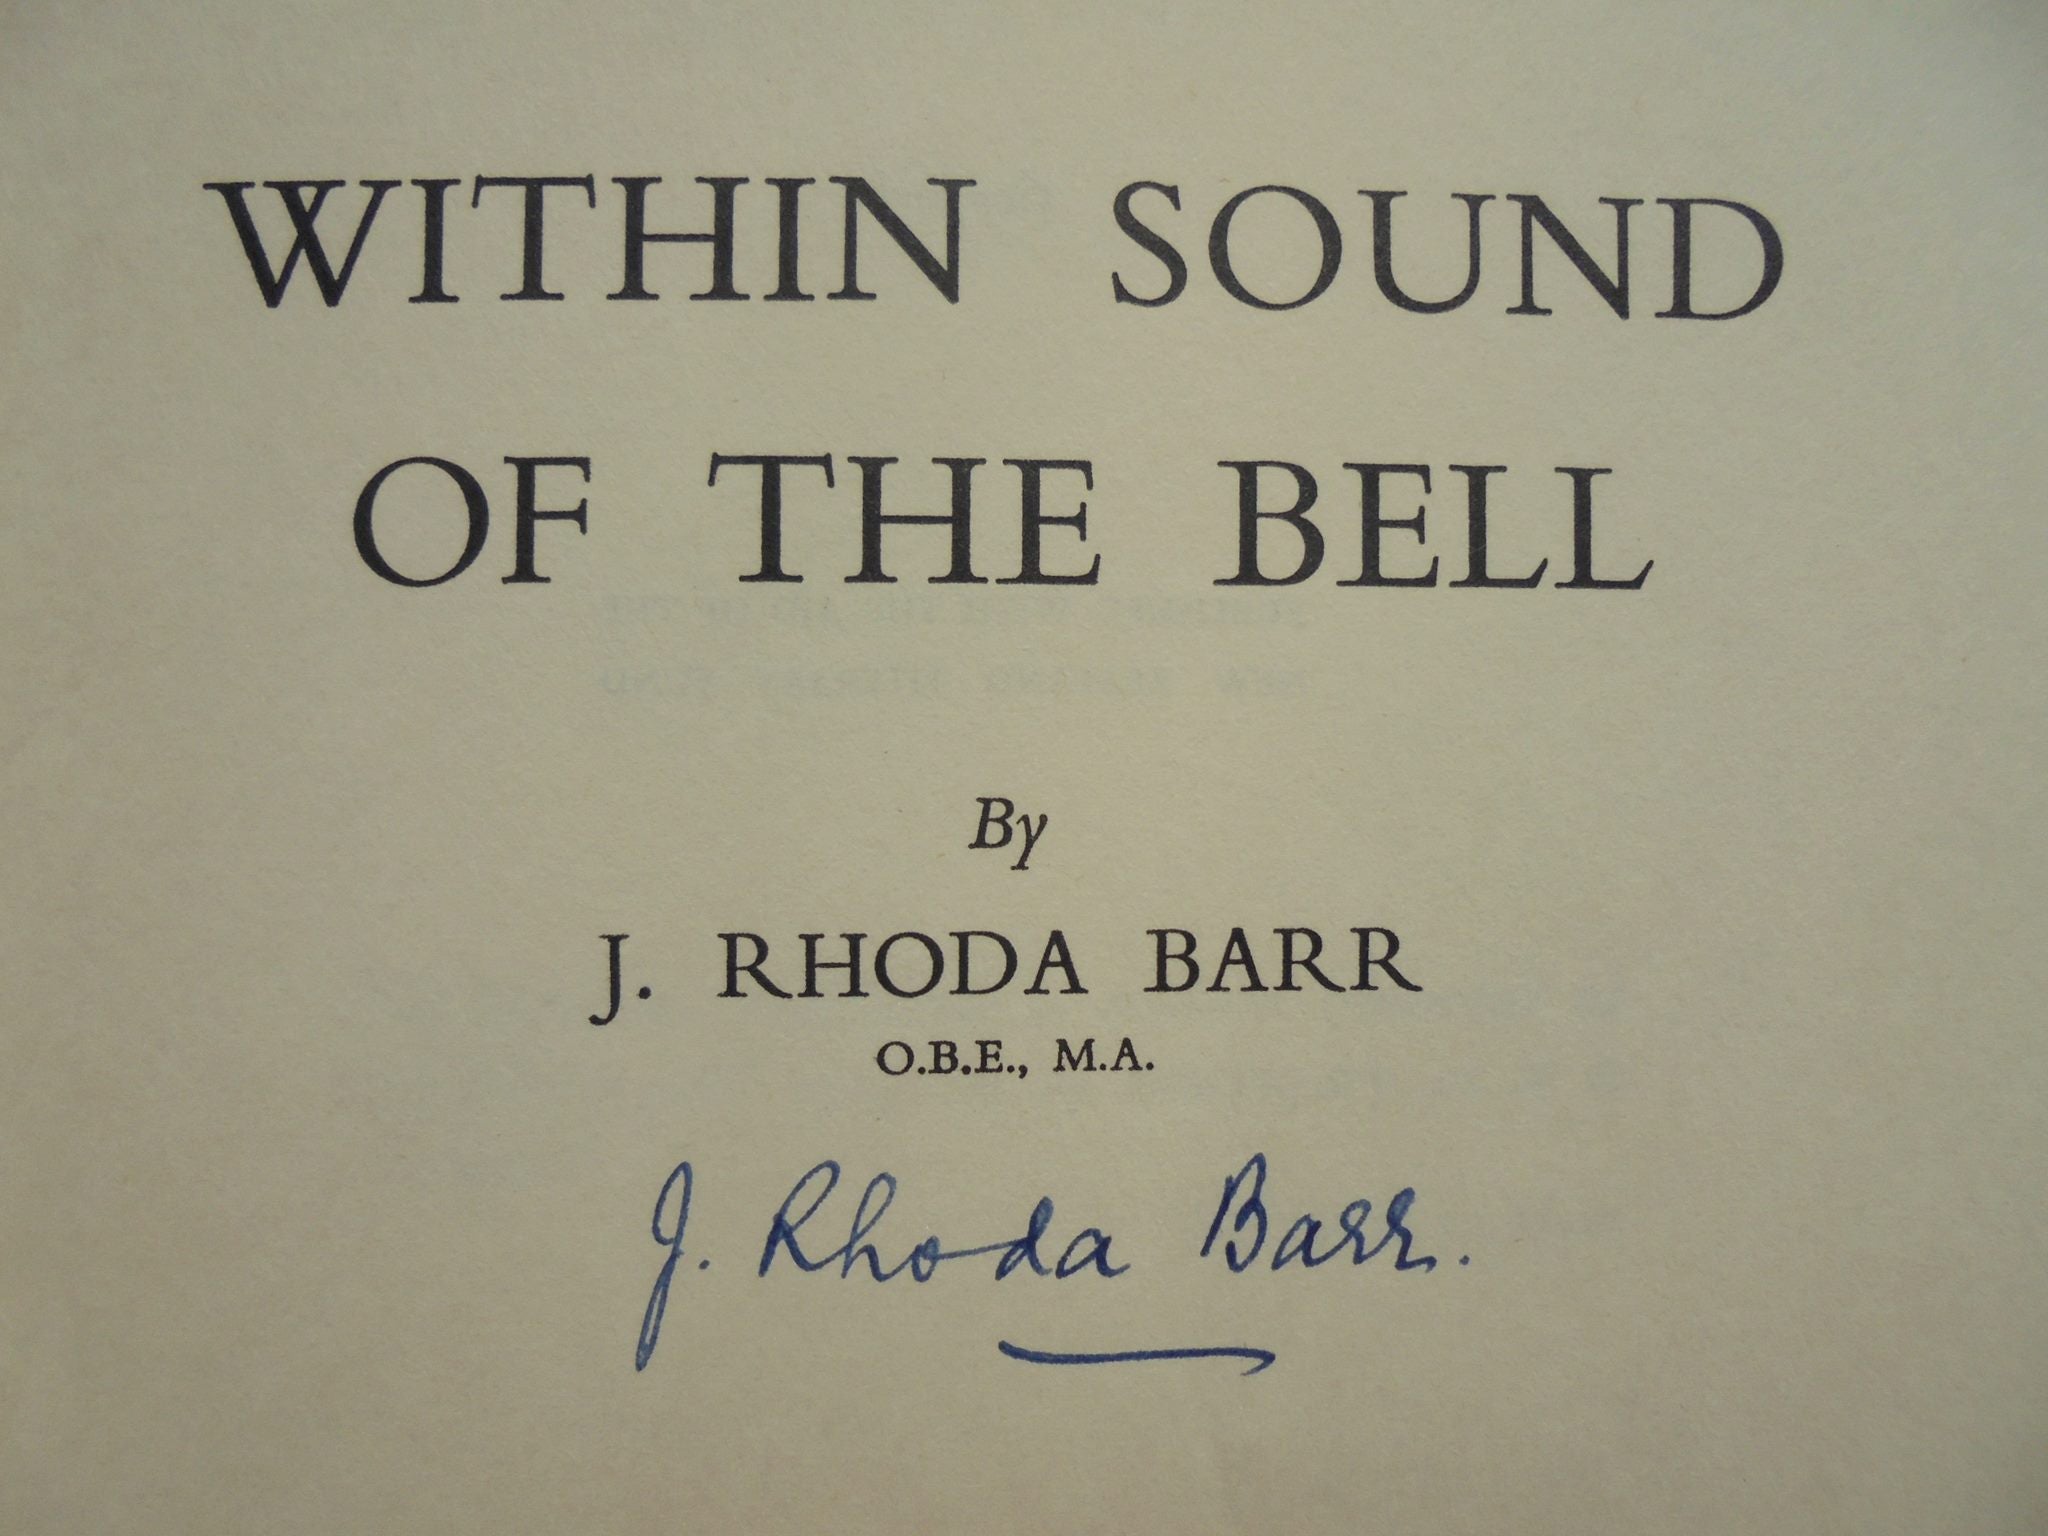 WITHIN SOUND
OF THE BELL
By
J. RHODA BARR
O.B.E., M.A.
J. Rhoda Barr.